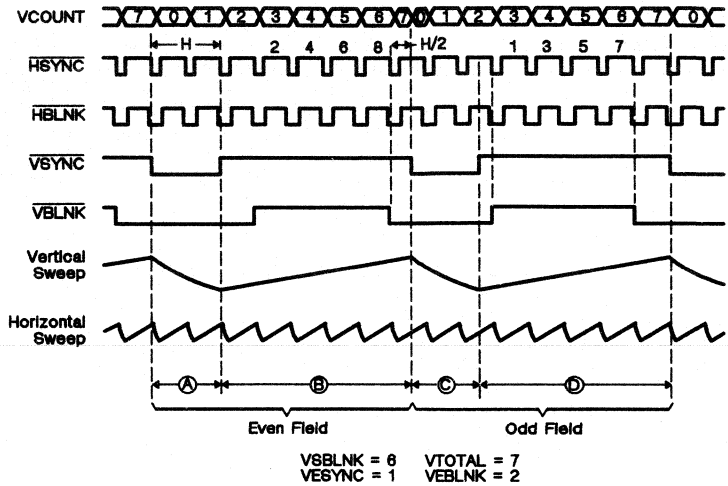 VCOUNT 7 0 1 2 3 4 5 6 7 0 1 2 3 4 5 6 7 0
H 2 4 6 8 H/2 1 3 5 7
HSYNC
HBLNK
VSYNC
VBLNK
Vertical
Sweep
Horizontal
Sweep
A B C D
Even Field Odd Field
VSBLNK = 6 VTOTAL = 7
VESYNC = 1 VEBLNK = 2